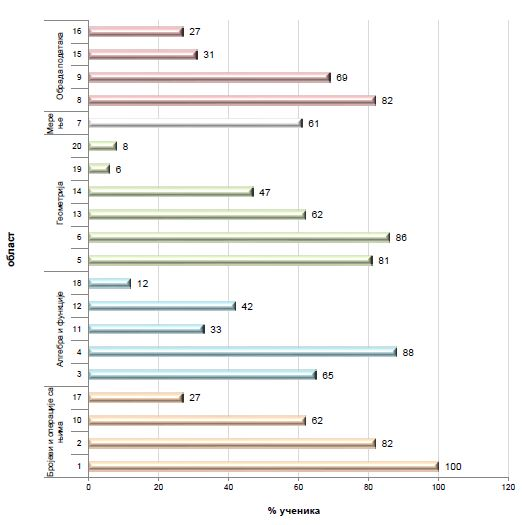 област
Обрада података
16 27
15 31
9 69
8 82
Мере
ње
7 61
Геометрија
20 8
19 6
14 47
13 62
6 86
5 81
Алгебра и функције
18 12
12 42
11 33
4 88
3 65
Бројеви и операције са
њима
17 27
10 62
2 82
1 100
0 20 40 60 80 100 120
% ученика